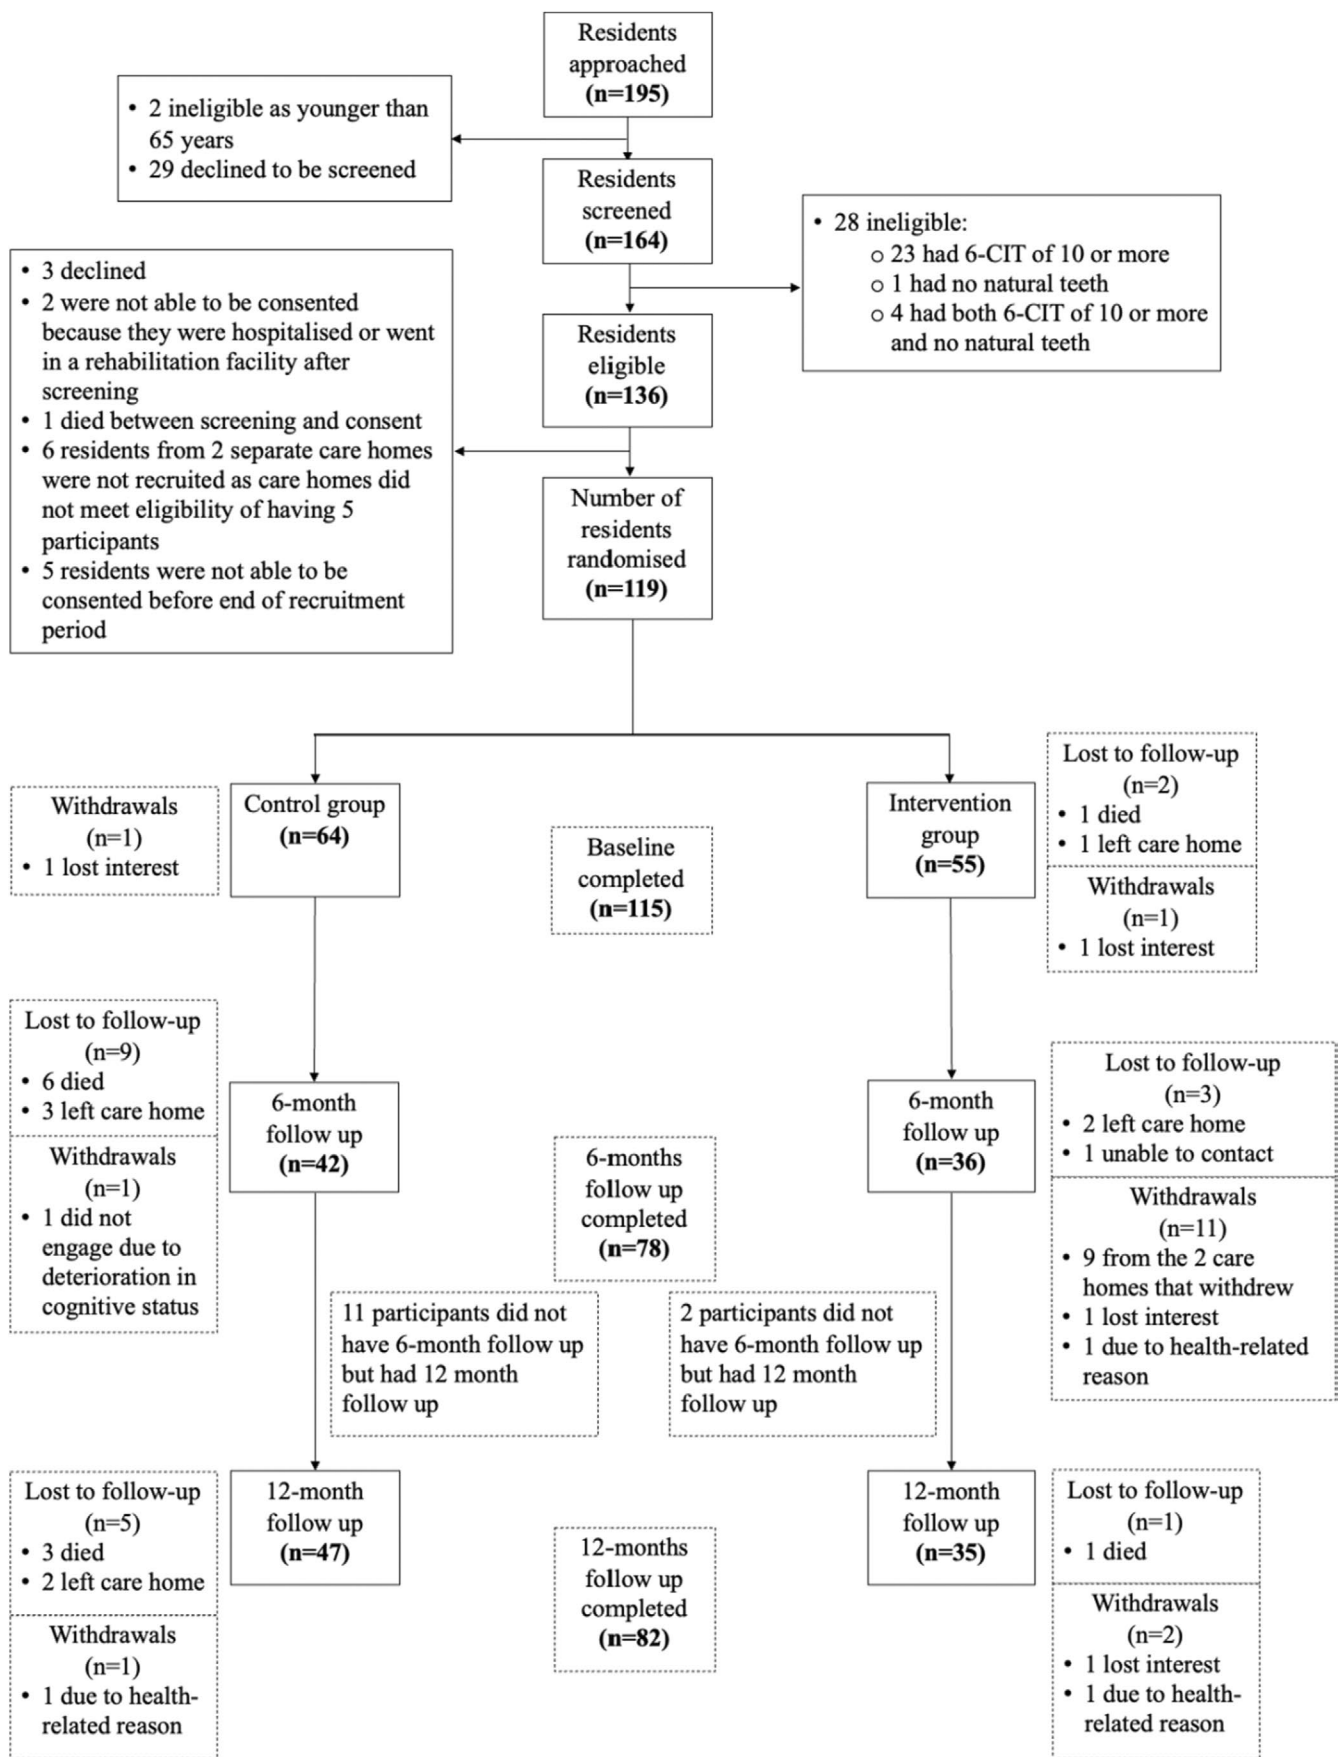 Residents
approached
(n=195)
• 2 ineligible as younger than
65 years
• 29 declined to be screened
Residents
screened
(n=164)
• 28 ineligible:
○ 23 had 6-CIT of 10 or more
○ 1 had no natural teeth
○ 4 had both 6-CIT of 10 or more
and no natural teeth
• 3 declined
• 2 were not able to be consented
because they were hospitalised or went
in a rehabilitation facility after
screening
• 1 died between screening and consent
• 6 residents from 2 separate care homes
were not recruited as care homes did
not meet eligibility of having 5
participants
• 5 residents were not able to be
consented before end of recruitment
period
Residents
eligible
(n=136)
Number of
residents
randomised
(n=119)
Withdrawals
(n=1)
• 1 lost interest
Control group
(n=64)
Baseline
completed
(n=115)
Intervention
group
(n=55)
Lost to follow-up
(n=2)
• 1 died
• 1 left care home
Withdrawals
(n=1)
• 1 lost interest
Lost to follow-up
(n=9)
• 6 died
• 3 left care home
Withdrawals
(n=1)
• 1 did not
engage due to
deterioration in
cognitive status
6-month
follow up
(n=42)
6-months
follow up
completed
(n=78)
6-month
follow up
(n=36)
Lost to follow-up
(n=3)
• 2 left care home
• 1 unable to contact
Withdrawals
(n=11)
• 9 from the 2 care
homes that withdrew
• 1 lost interest
• 1 due to health-related
reason
11 participants did not
have 6-month follow up
but had 12 month
follow up
2 participants did not
have 6-month follow up
but had 12 month
follow up
Lost to follow-up
(n=5)
• 3 died
• 2 left care home
Withdrawals
(n=1)
• 1 due to health-
related reason
12-month
follow up
(n=47)
12-months
follow up
completed
(n=82)
12-month
follow up
(n=35)
Lost to follow-up
(n=1)
• 1 died
Withdrawals
(n=2)
• 1 lost interest
• 1 due to health-
related reason